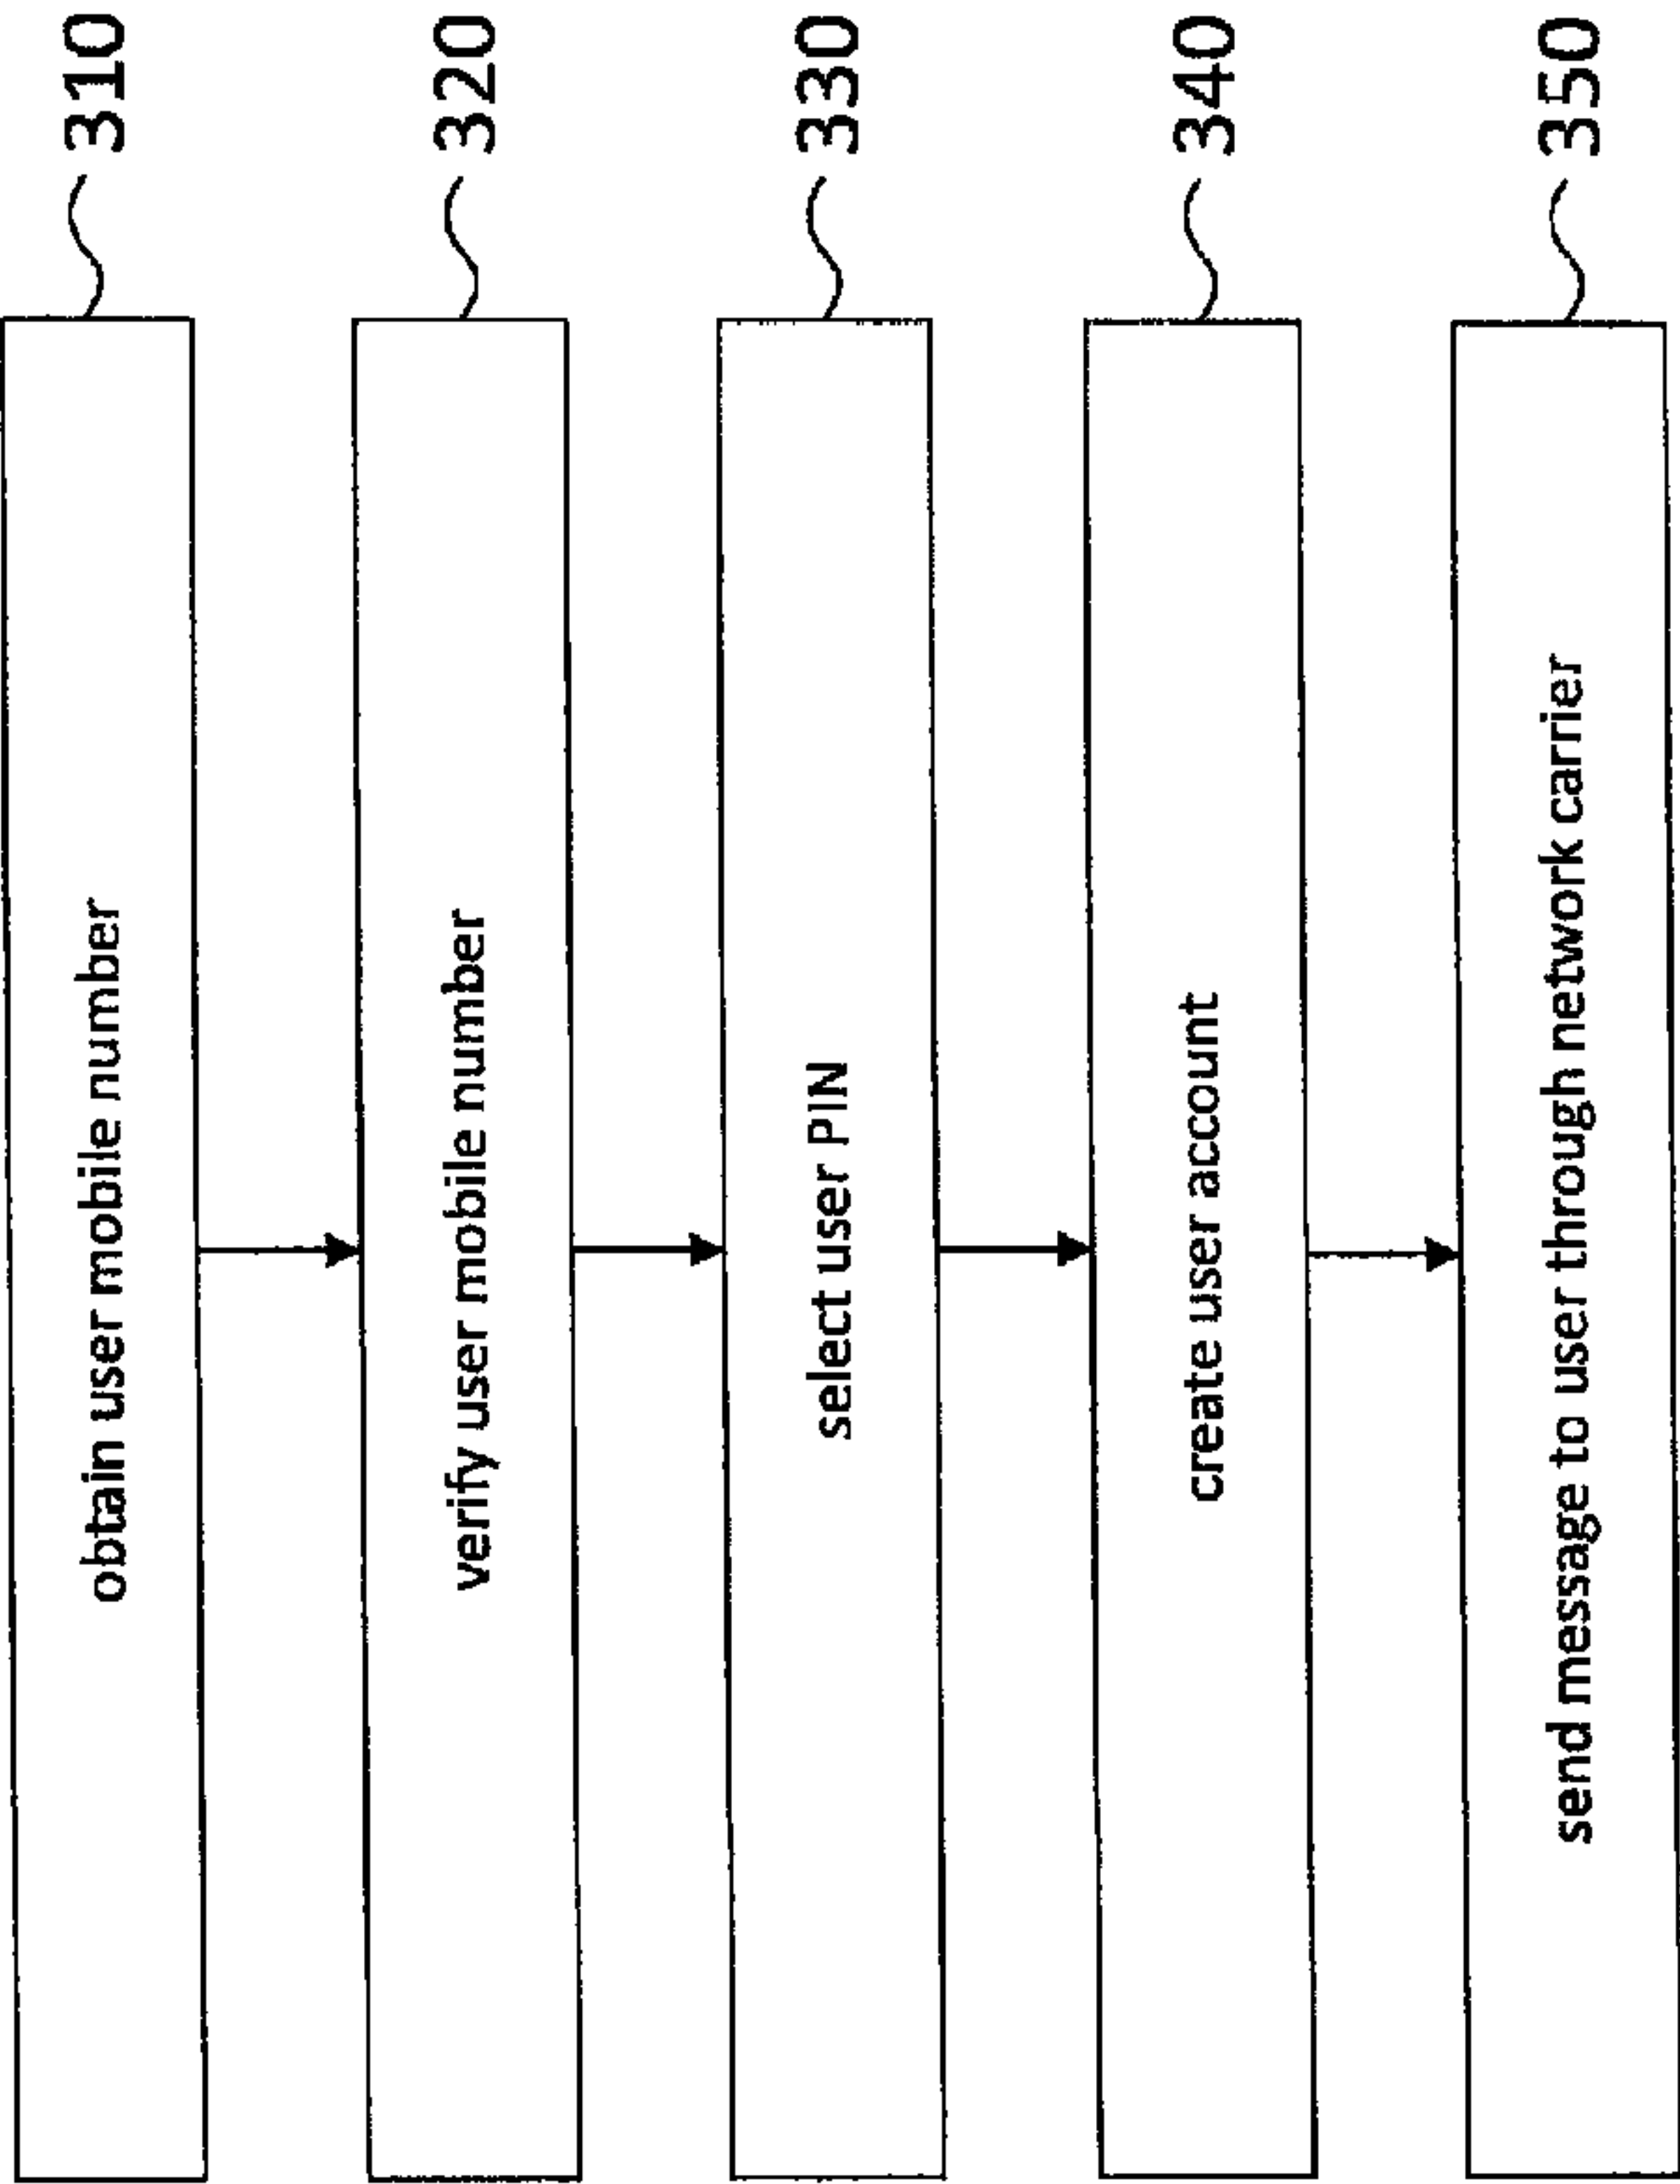 obtain user mobile number 310
verify user mobile number 320
select user PIN 330
create user account 340
send message to user through network carrier 350